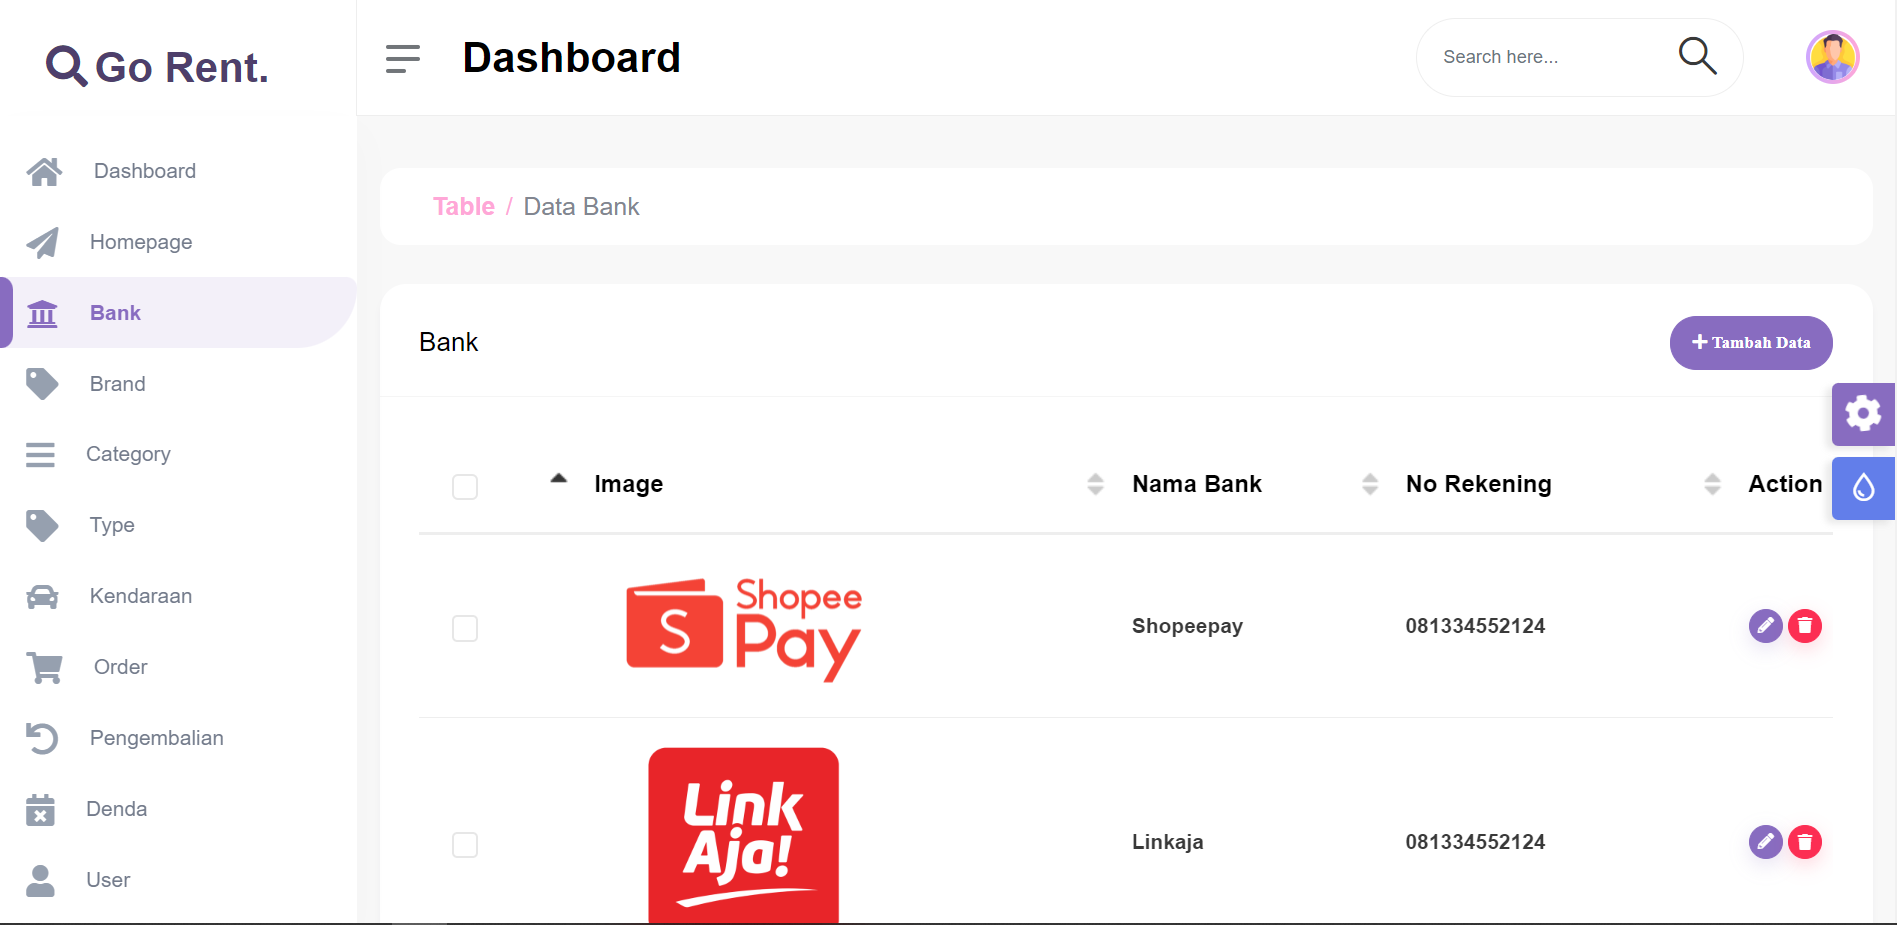 Go Rent.
Dashboard
Search here...
Dashboard
Homepage
Bank
Brand
Category
Type
Kendaraan
Order
Pengembalian
Denda
User
Table / Data Bank
Bank
Tambah Data
Image Nama Bank No Rekening Action
S Shopee
Pay
Shopeepay 081334552124
Link
Aja!
Linkaja 081334552124